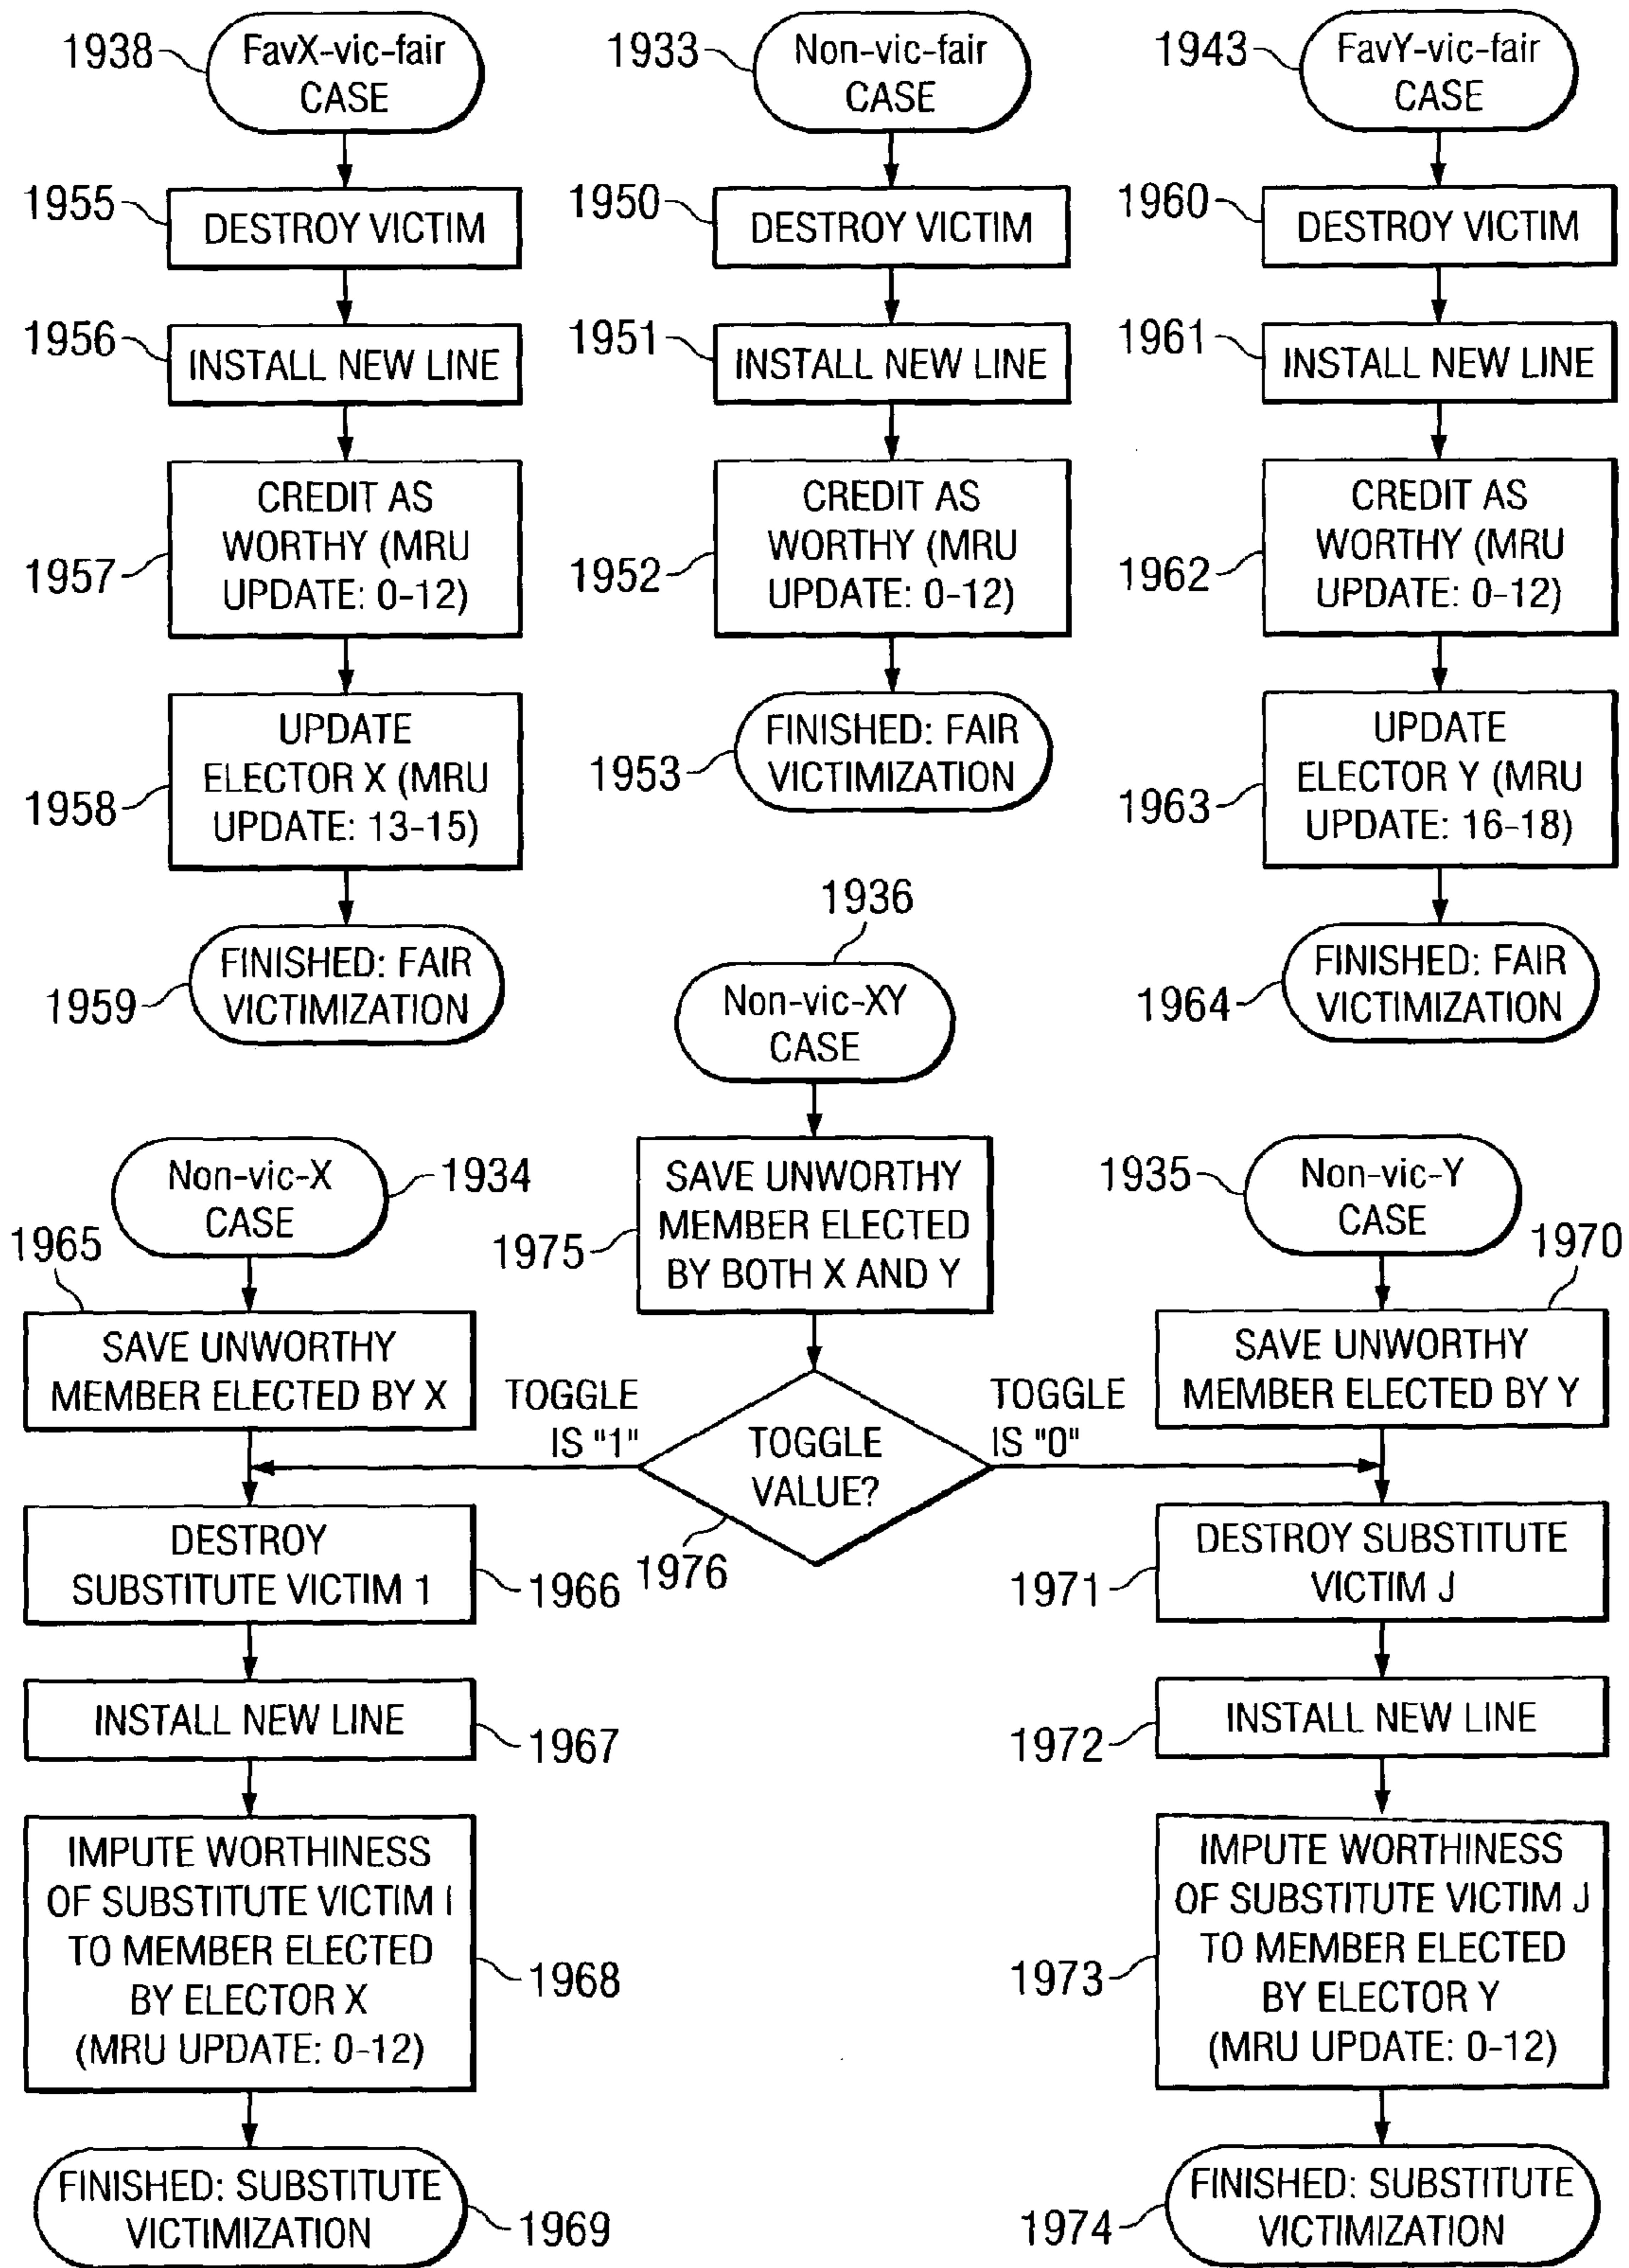 1938
FavX-vic-fair
CASE
1955
DESTROY VICTIM
1956
INSTALL NEW LINE
1957
CREDIT AS
WORTHY (MRU
UPDATE: 0-12)
1958
UPDATE
ELECTOR X (MRU
UPDATE: 13-15)
1959
FINISHED: FAIR
VICTIMIZATION
1933
Non-vic-fair
CASE
1950
DESTROY VICTIM
1951
INSTALL NEW LINE
1952
CREDIT AS
WORTHY (MRU
UPDATE: 0-12)
1953
FINISHED: FAIR
VICTIMIZATION
1943
FavY-vic-fair
CASE
1960
DESTROY VICTIM
1961
INSTALL NEW LINE
1962
CREDIT AS
WORTHY (MRU
UPDATE: 0-12)
1963
UPDATE
ELECTOR Y (MRU
UPDATE: 16-18)
1964
FINISHED: FAIR
VICTIMIZATION
1936
Non-vic-XY
CASE
1975
SAVE UNWORTHY
MEMBER ELECTED
BY BOTH X AND Y
TOGGLE
IS "1"
TOGGLE
VALUE?
TOGGLE
IS "0"
1976
Non-vic-X
CASE
1934
1965
SAVE UNWORTHY
MEMBER ELECTED BY X
DESTROY
SUBSTITUTE VICTIM 1
1966
INSTALL NEW LINE
1967
IMPUTE WORTHINESS
OF SUBSTITUTE VICTIM I
TO MEMBER ELECTED
BY ELECTOR X
(MRU UPDATE: 0-12)
1968
FINISHED: SUBSTITUTE
VICTIMIZATION
1969
1935
Non-vic-Y
CASE
1970
SAVE UNWORTHY
MEMBER ELECTED BY Y
1971
DESTROY SUBSTITUTE
VICTIM J
1972
INSTALL NEW LINE
1973
IMPUTE WORTHINESS
OF SUBSTITUTE VICTIM J
TO MEMBER ELECTED
BY ELECTOR Y
(MRU UPDATE: 0-12)
1974
FINISHED: SUBSTITUTE
VICTIMIZATION